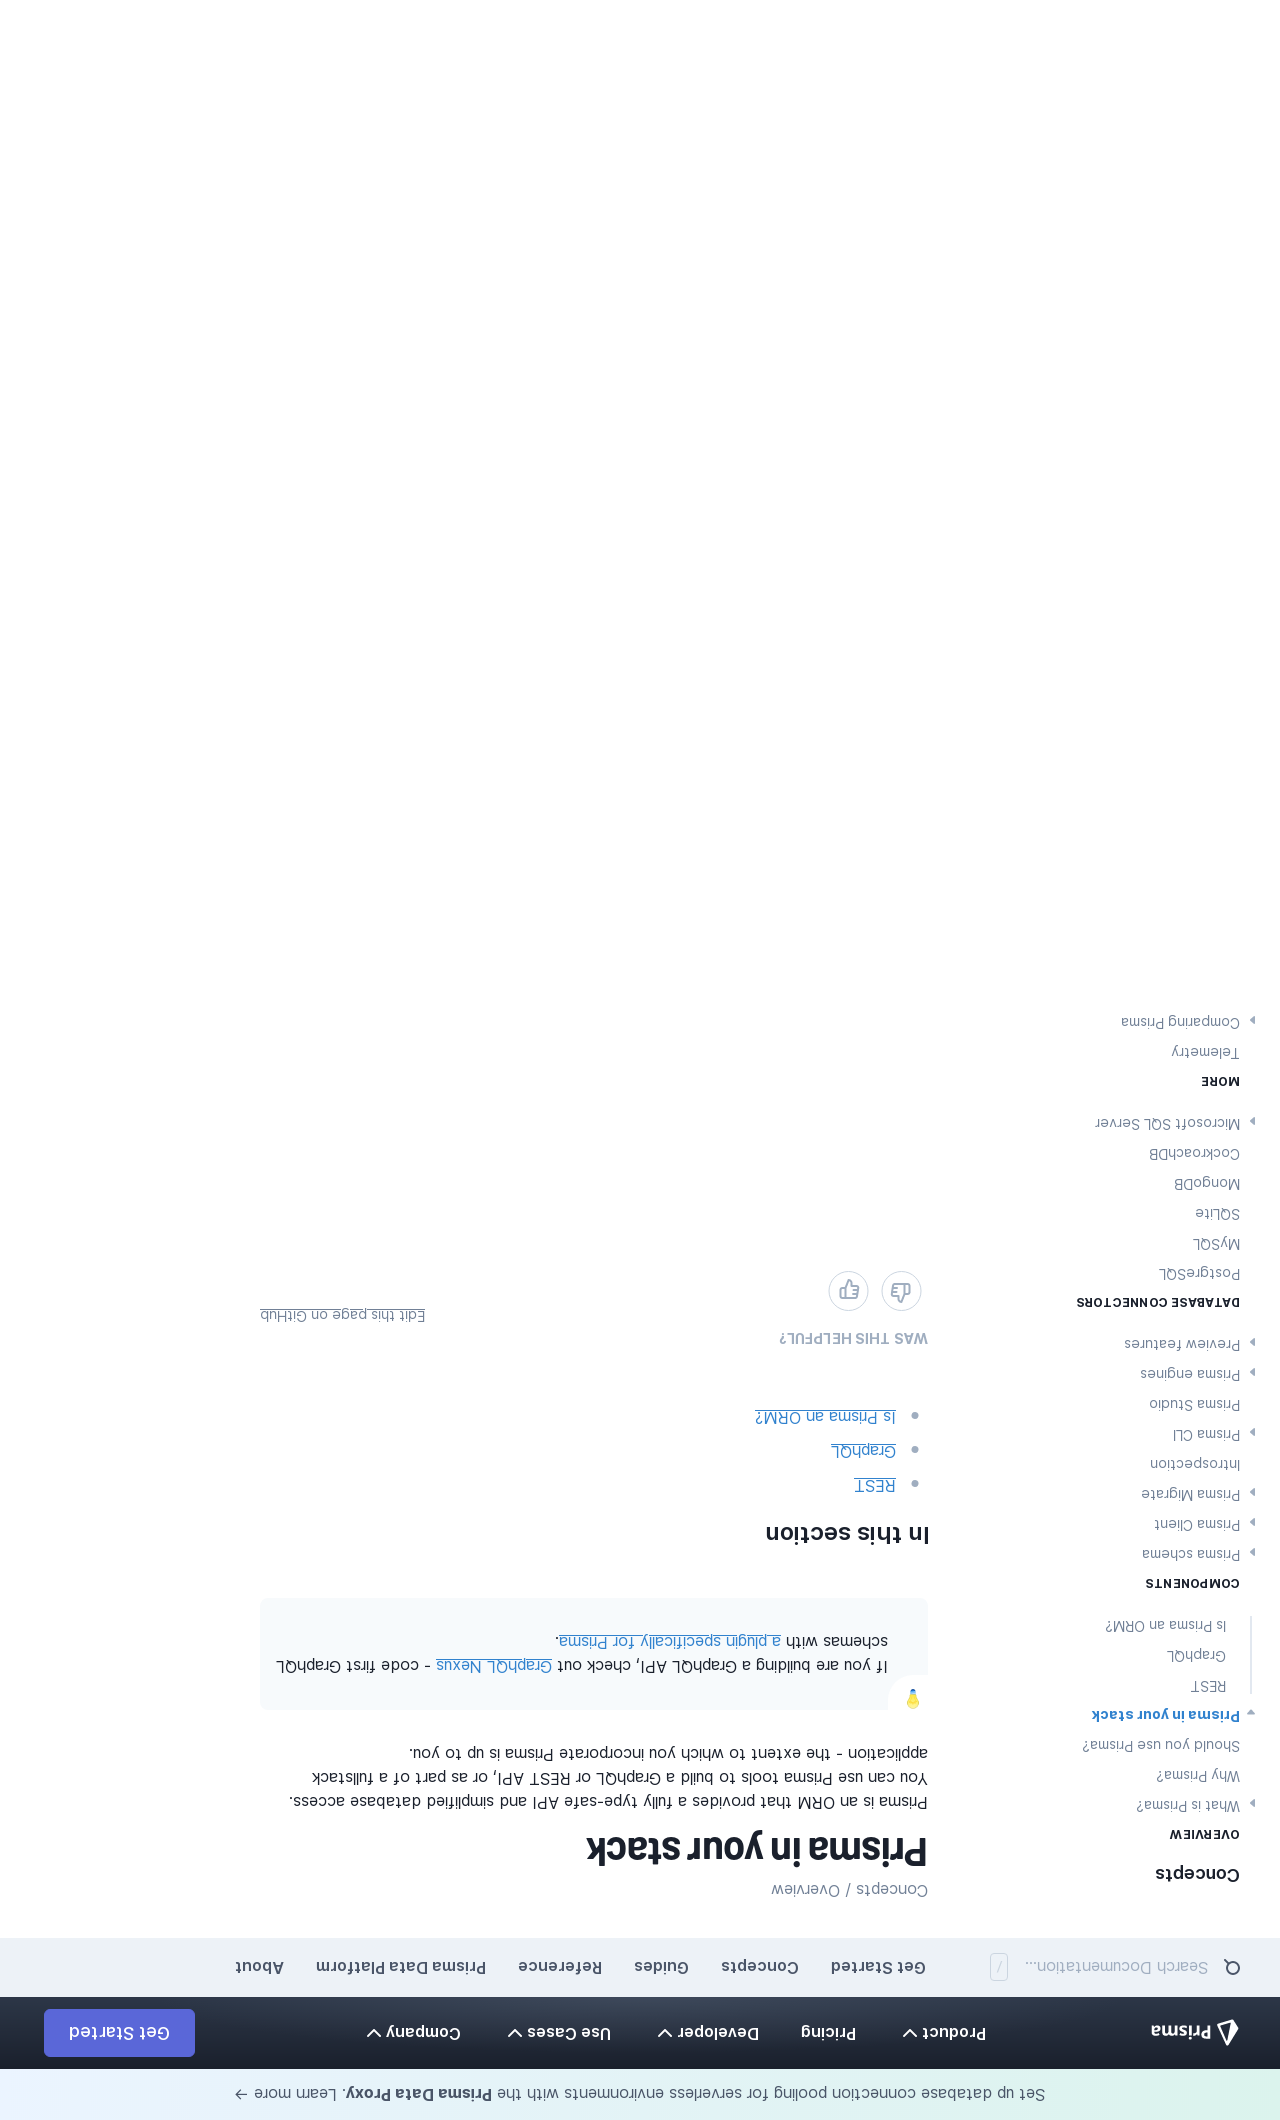 Set up database connection pooling for serverless environments with the Prisma Data Proxy. Learn more →
Prisma
Product
Pricing
Developer
Use Cases
Company
Get Started
Search Documentation...
/
Get Started
Concepts
Guides
Reference
Prisma Data Platform
About
Concepts
OVERVIEW
What is Prisma?
Why Prisma?
Should you use Prisma?
Prisma in your stack
REST
GraphQL
Is Prisma an ORM?
COMPONENTS
Prisma schema
Prisma Client
Prisma Migrate
Introspection
Prisma CLI
Prisma Studio
Prisma engines
Preview features
DATABASE CONNECTORS
PostgreSQL
MySQL
SQLite
MongoDB
CockroachDB
Microsoft SQL Server
MORE
Telemetry
Comparing Prisma
Concepts / Overview
Prisma in your stack
Prisma is an ORM that provides a fully type-safe API and simplified database access.
You can use Prisma tools to build a GraphQL or REST API, or as part of a fullstack
application - the extent to which you incorporate Prisma is up to you.
If you are building a GraphQL API, check out GraphQL Nexus - code first GraphQL
schemas with a plugin specifically for Prisma.
In this section
REST
GraphQL
Is Prisma an ORM?
WAS THIS HELPFUL?
Edit this page on GitHub